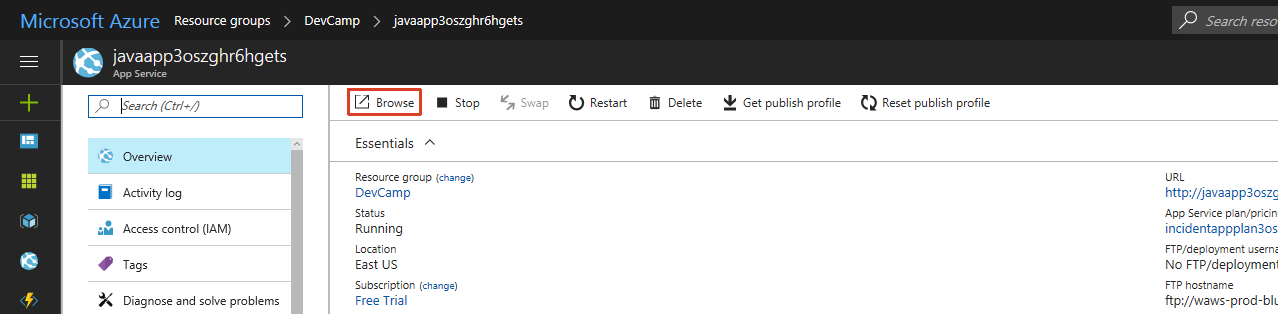 Microsoft Azure Resource groups > DevCamp > javaapp3oszghr6hgets
Search reso
javaapp3oszghr6hgets
App Service
Search (Ctrl+/)
Browse Stop Swap Restart Delete Get publish profile Reset publish profile
Overview
Activity log
Access control (IAM)
Tags
Diagnose and solve problems
Essentials
Resource group (change)
DevCamp
Status
Running
Location
East US
Subscription (change)
Free Trial
URL
http://javaapp3oszg
App Service plan/pricin
incidentappplan3os
FTP/deployment userna
No FTP/deployment
FTP hostname
ftp://waws-prod-blu